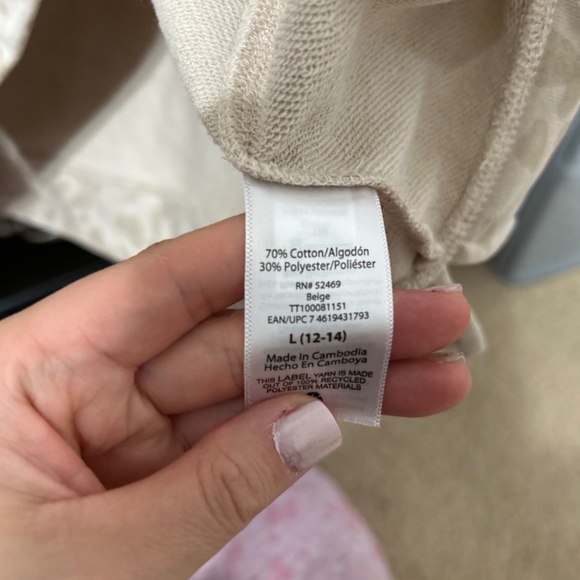 70% Cotton/Algodón
30% Polyester/Poliéster
RN# 52469
Beige
TT100081151
EAN/UPC 7 4619431793
L (12-14)
Made In Cambodia
Hecho En Camboya
THIS LABEL YARN IS MADE
OUT OF 100% RECYCLED
POLYESTER MATERIALS